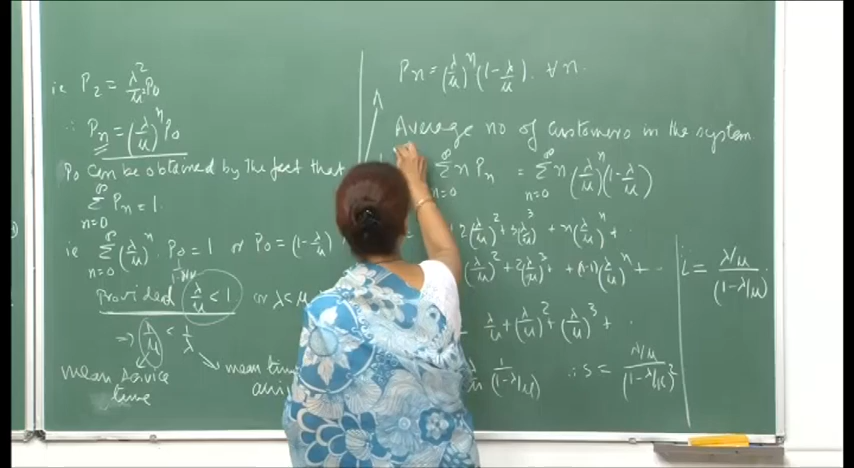 ie P₂ = λ²/μ² P₀
∴ Pₙ = (λ/μ)ⁿ P₀
P₀ can be obtained by the fact that
∞ Σ n=0 Pₙ = 1.
ie ∞ Σ n=0 (λ/μ)ⁿ. P₀ = 1 or P₀ = (1-λ/μ)
Provided λ/μ < 1 or λ < μ
⇒ 1/μ < 1/λ
mean service
time
mean tim
arri
Pₙ = (λ/μ)ⁿ (1-λ/μ). ∀ n.
Average no of customers in the system
∞ Σ n=0 n Pₙ = ∞ Σ n=0 n (λ/μ)ⁿ (1-λ/μ)
= 2(λ/μ)² + 3(λ/μ)³ + n(λ/μ)ⁿ + .
(λ/μ)² + 2(λ/μ)³ + + (n-1)(λ/μ)ⁿ + -
λ/μ + (λ/μ)² + (λ/μ)³ + .
1/(1-λ/μ) ∴ S = λ/μ / (1-λ/μ)²
L = λ/μ / (1-λ/μ).